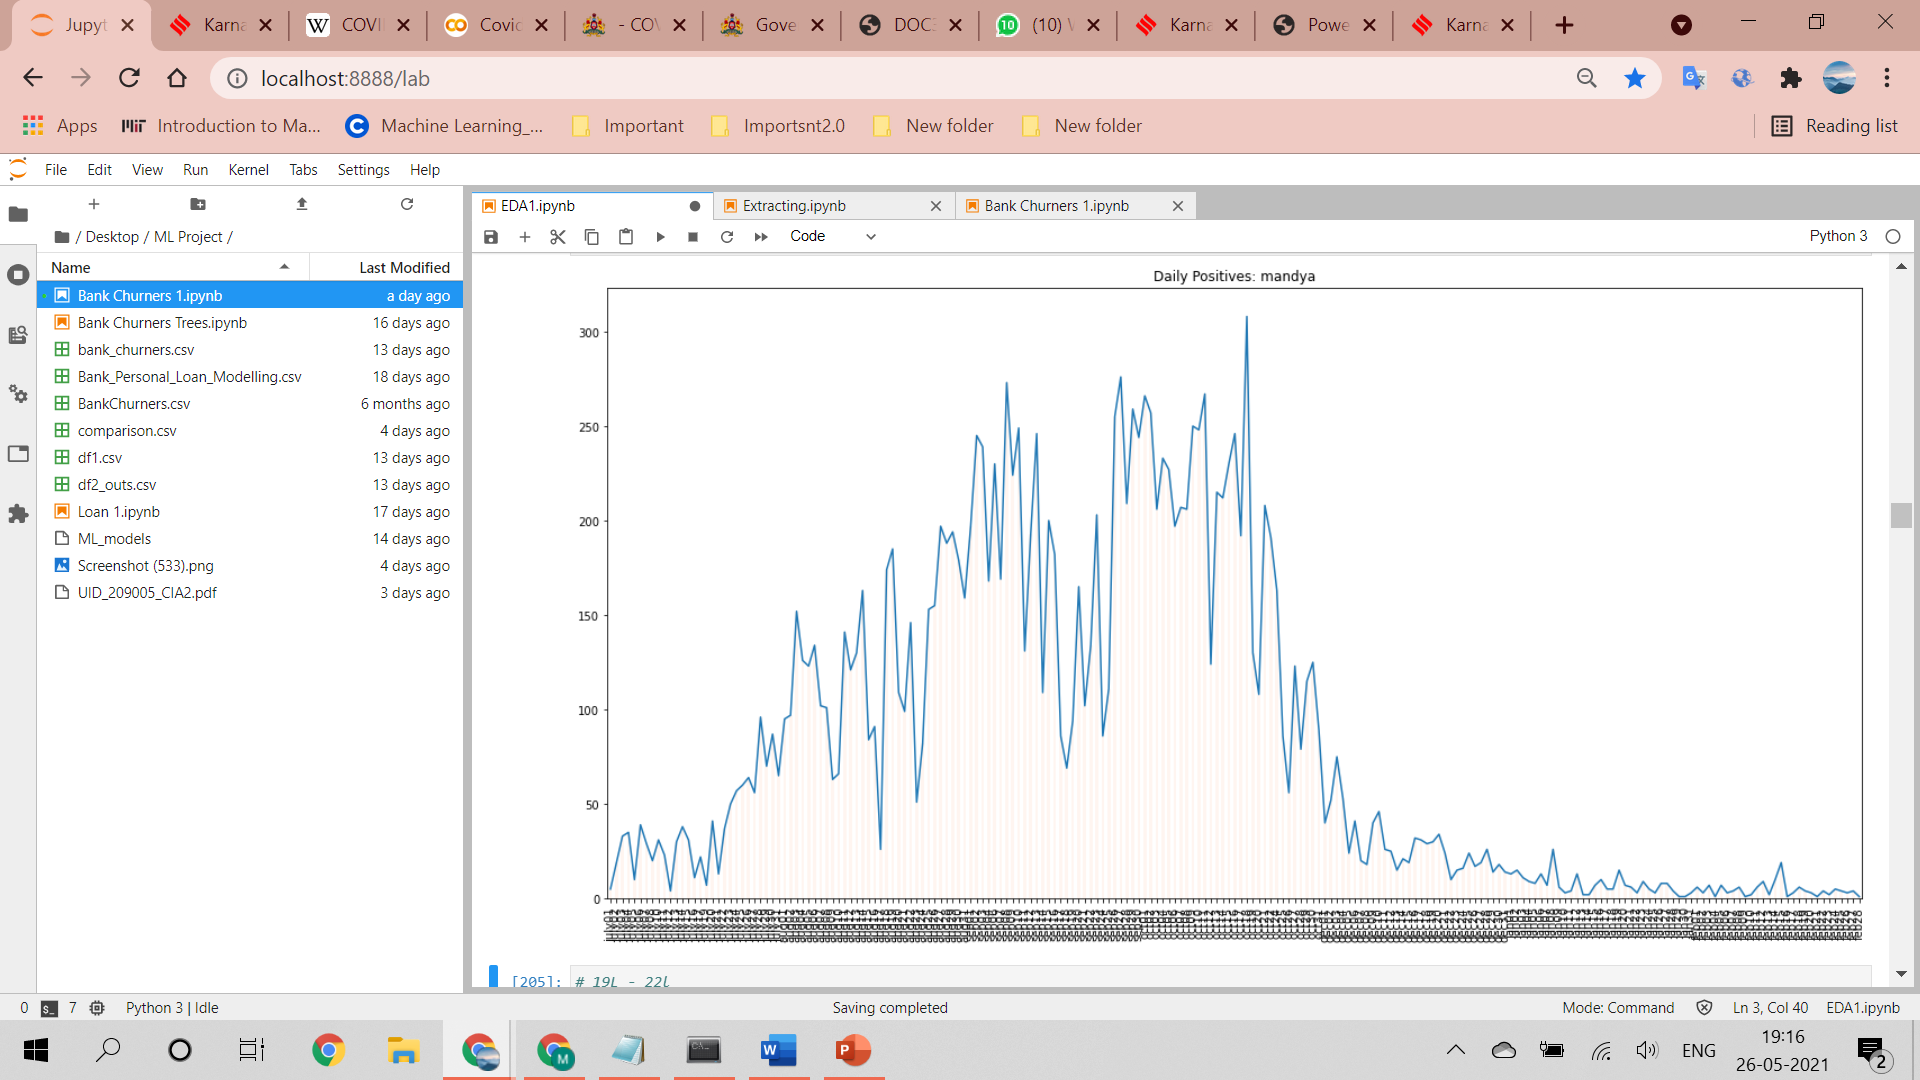 Jupyt Karna COVI Covid - COV Gove DOC: (10) W Karna Powe Karna
localhost:8888/lab
Apps Introduction to Ma... Machine Learning_... Important Importsnt2.0 New folder New folder Reading list
File Edit View Run Kernel Tabs Settings Help
EDA1.ipynb Extracting.ipynb Bank Churners 1.ipynb
/ Desktop / ML Project /
Code Python 3
Name Last Modified
Bank Churners 1.ipynb a day ago
Bank Churners Trees.ipynb 16 days ago
bank_churners.csv 13 days ago
Bank_Personal_Loan_Modelling.csv 18 days ago
BankChurners.csv 6 months ago
comparison.csv 4 days ago
df1.csv 13 days ago
df2_outs.csv 13 days ago
Loan 1.ipynb 17 days ago
ML_models 14 days ago
Screenshot (533).png 4 days ago
UID_209005_CIA2.pdf 3 days ago
Daily Positives: mandya
300
250
200
150
100
50
0
[205]: # 19L - 22l
0 7 Python 3 | Idle Saving completed Mode: Command Ln 3, Col 40 EDA1.ipynb
ENG 19:16
26-05-2021
2